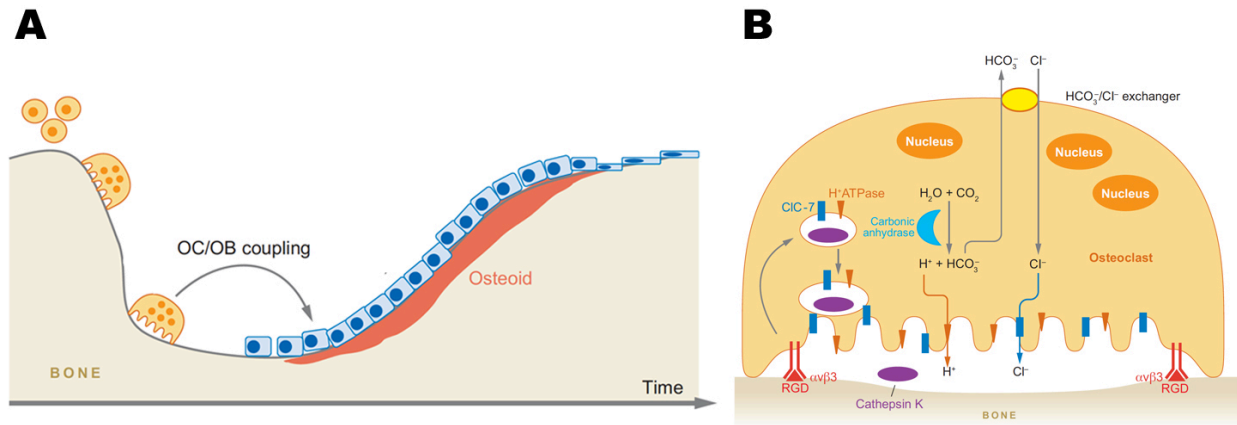 A
OC/OB coupling
Osteoid
BONE
Time
B
HCO₃⁻ Cl⁻
HCO₃⁻/Cl⁻ exchanger
Nucleus
Nucleus
Nucleus
H⁺ATPase
ClC-7
H₂O + CO₂
Carbonic
anhydrase
H⁺ + HCO₃⁻
Cl⁻
Osteoclast
αvβ3
RGD
H⁺
Cl⁻
αvβ3
RGD
Cathepsin K
BONE